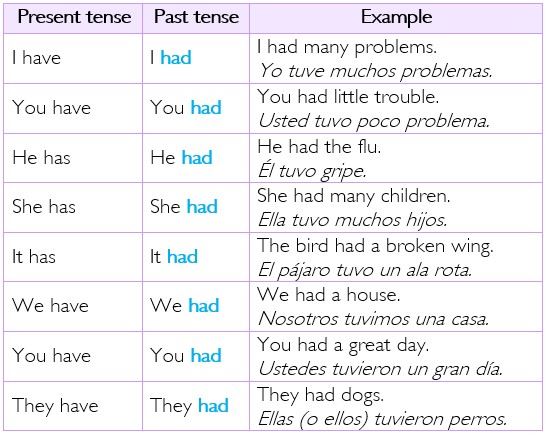 Present tense Past tense Example
I have I had I had many problems.
Yo tuve muchos problemas.
You have You had You had little trouble.
Usted tuvo poco problema.
He has He had He had the flu.
Él tuvo gripe.
She has She had She had many children.
Ella tuvo muchos hijos.
It has It had The bird had a broken wing.
El pájaro tuvo un ala rota.
We have We had We had a house.
Nosotros tuvimos una casa.
You have You had You had a great day.
Ustedes tuvieron un gran día.
They have They had They had dogs.
Ellas (o ellos) tuvieron perros.